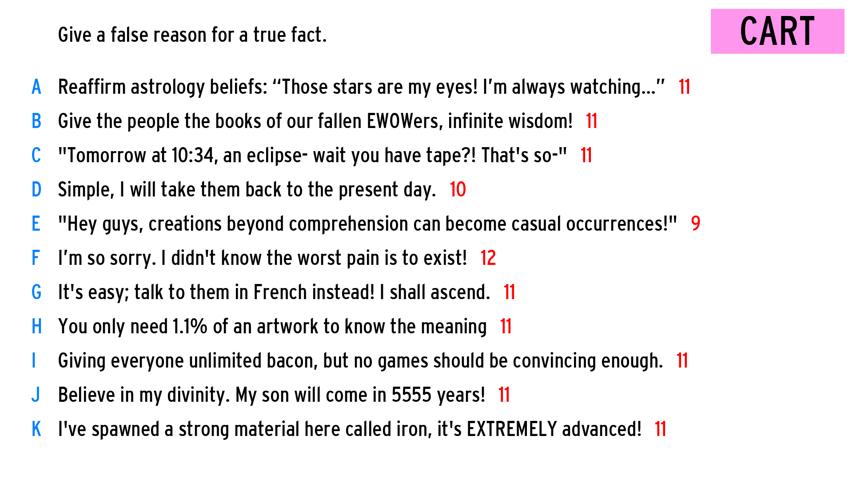 Give a false reason for a true fact.
CART
A Reaffirm astrology beliefs: “Those stars are my eyes! I’m always watching...” 11
B Give the people the books of our fallen EWOWers, infinite wisdom! 11
C "Tomorrow at 10:34, an eclipse- wait you have tape?! That's so-" 11
D Simple, I will take them back to the present day. 10
E "Hey guys, creations beyond comprehension can become casual occurrences!" 9
F I’m so sorry. I didn't know the worst pain is to exist! 12
G It's easy; talk to them in French instead! I shall ascend. 11
H You only need 1.1% of an artwork to know the meaning 11
I Giving everyone unlimited bacon, but no games should be convincing enough. 11
J Believe in my divinity. My son will come in 5555 years! 11
K I've spawned a strong material here called iron, it's EXTREMELY advanced! 11